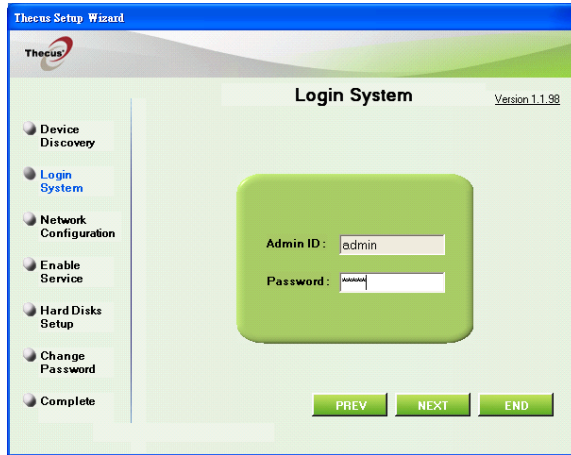 Thecus Setup Wizard
Thecus
Login System
Version 1.1.98
Device
Discovery
Login
System
Network
Configuration
Enable
Service
Hard Disks
Setup
Change
Password
Complete
Admin ID :
admin
Password :
*****
PREV
NEXT
END